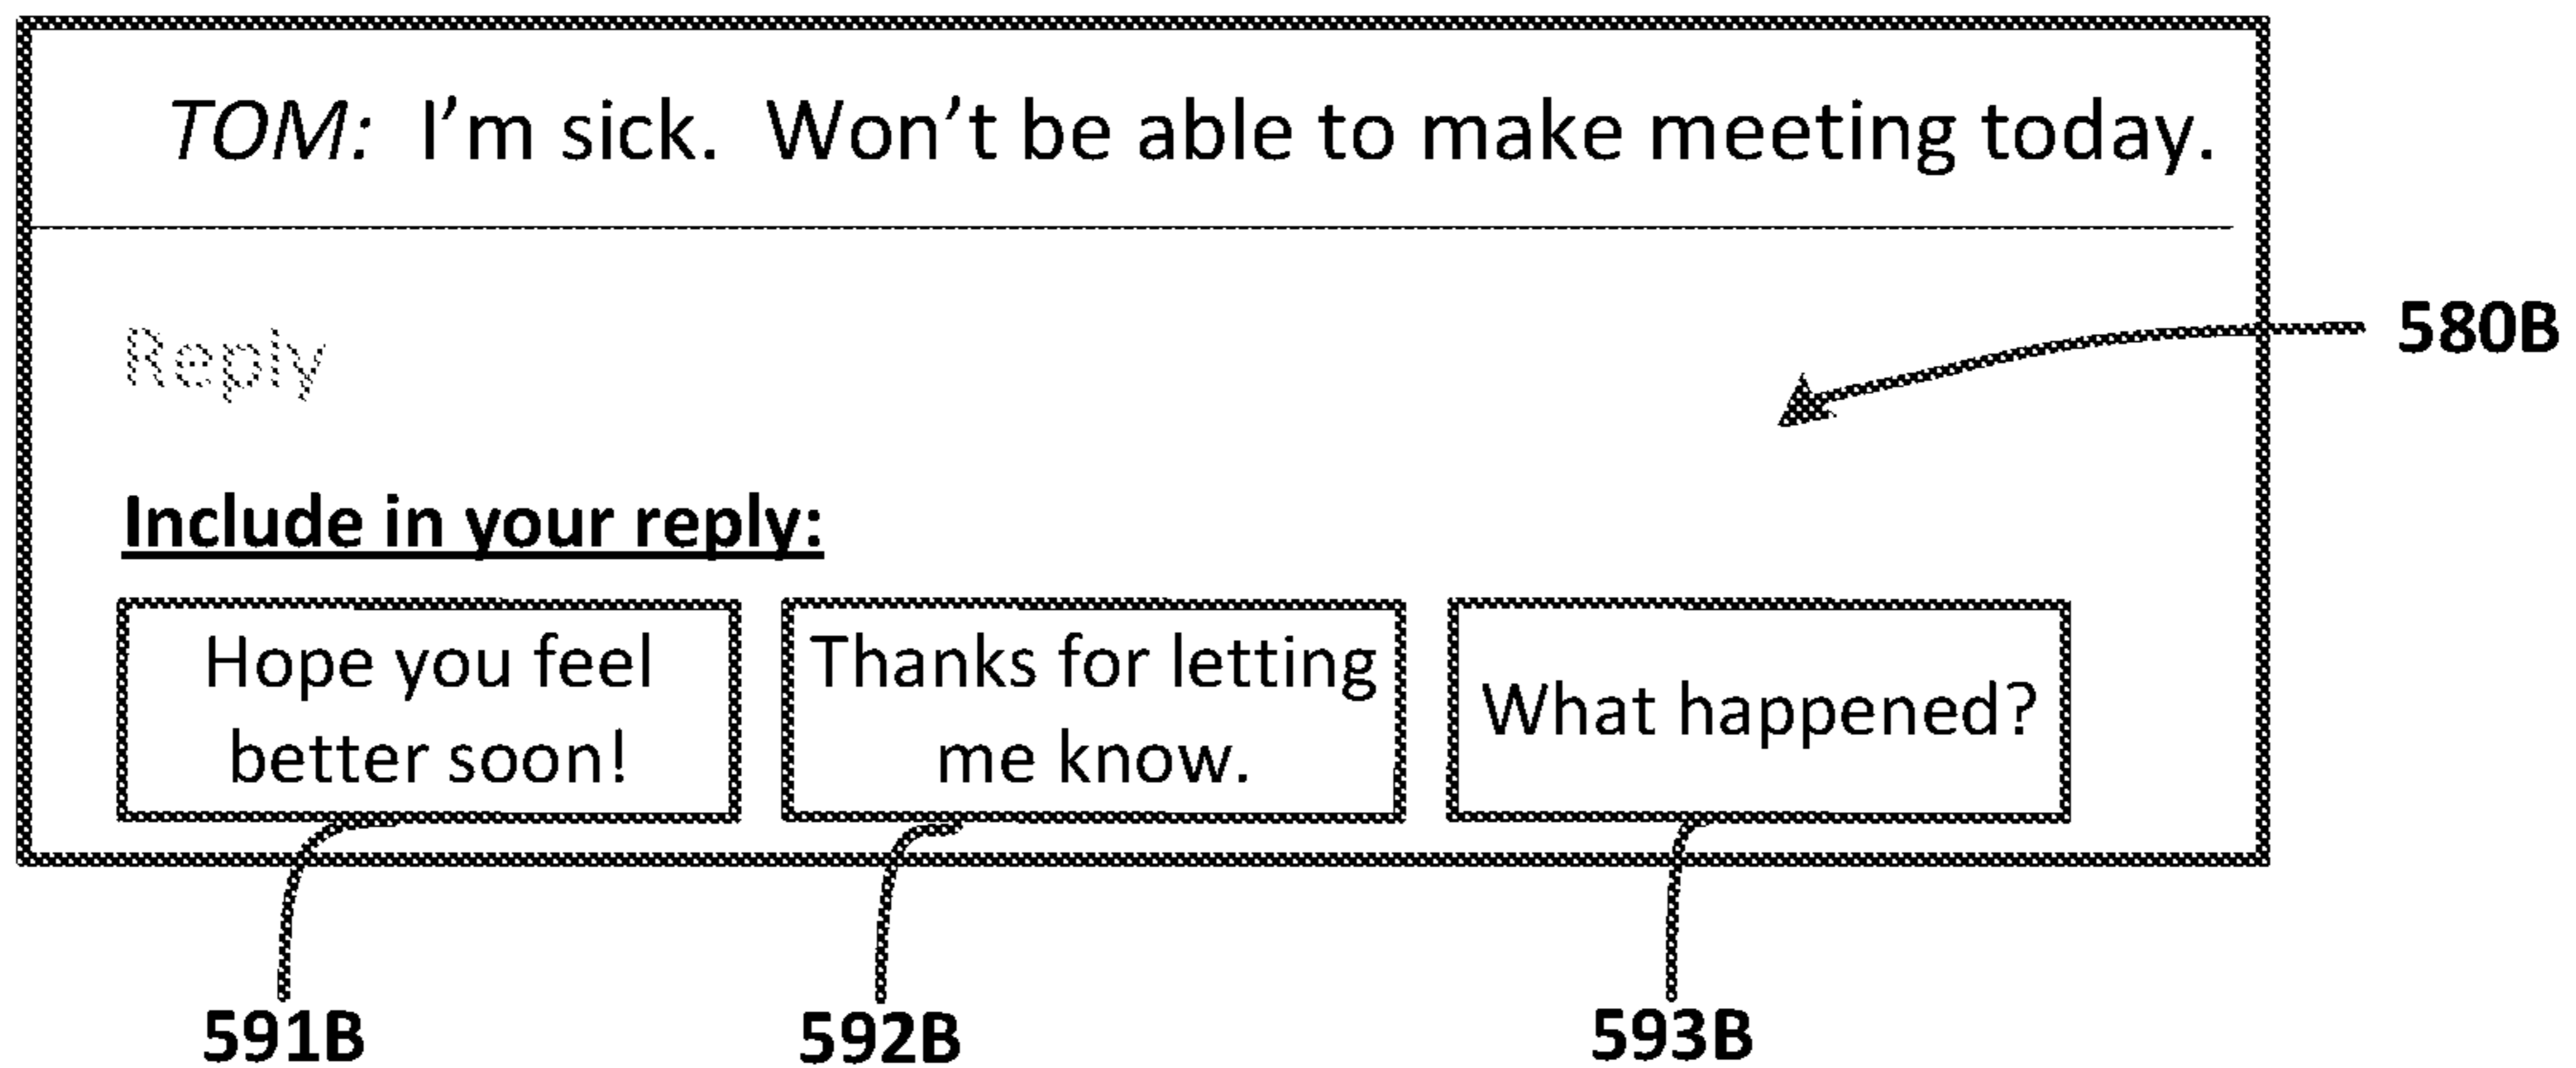 TOM: I'm sick. Won't be able to make meeting today.
Reply
580B
Include in your reply:
Hope you feel
better soon!
Thanks for letting
me know.
What happened?
591B
592B
593B